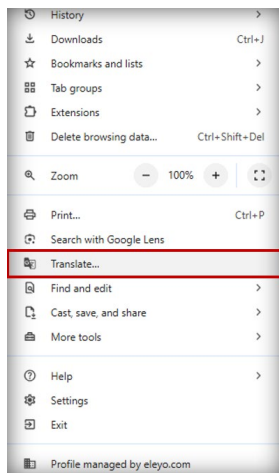 History
Downloads Ctrl+J
Bookmarks and lists
Tab groups
Extensions
Delete browsing data... Ctrl+Shift+Del
Zoom − 100% +
Print... Ctrl+P
Search with Google Lens
Translate...
Find and edit
Cast, save, and share
More tools
Help
Settings
Exit
Profile managed by eleyo.com